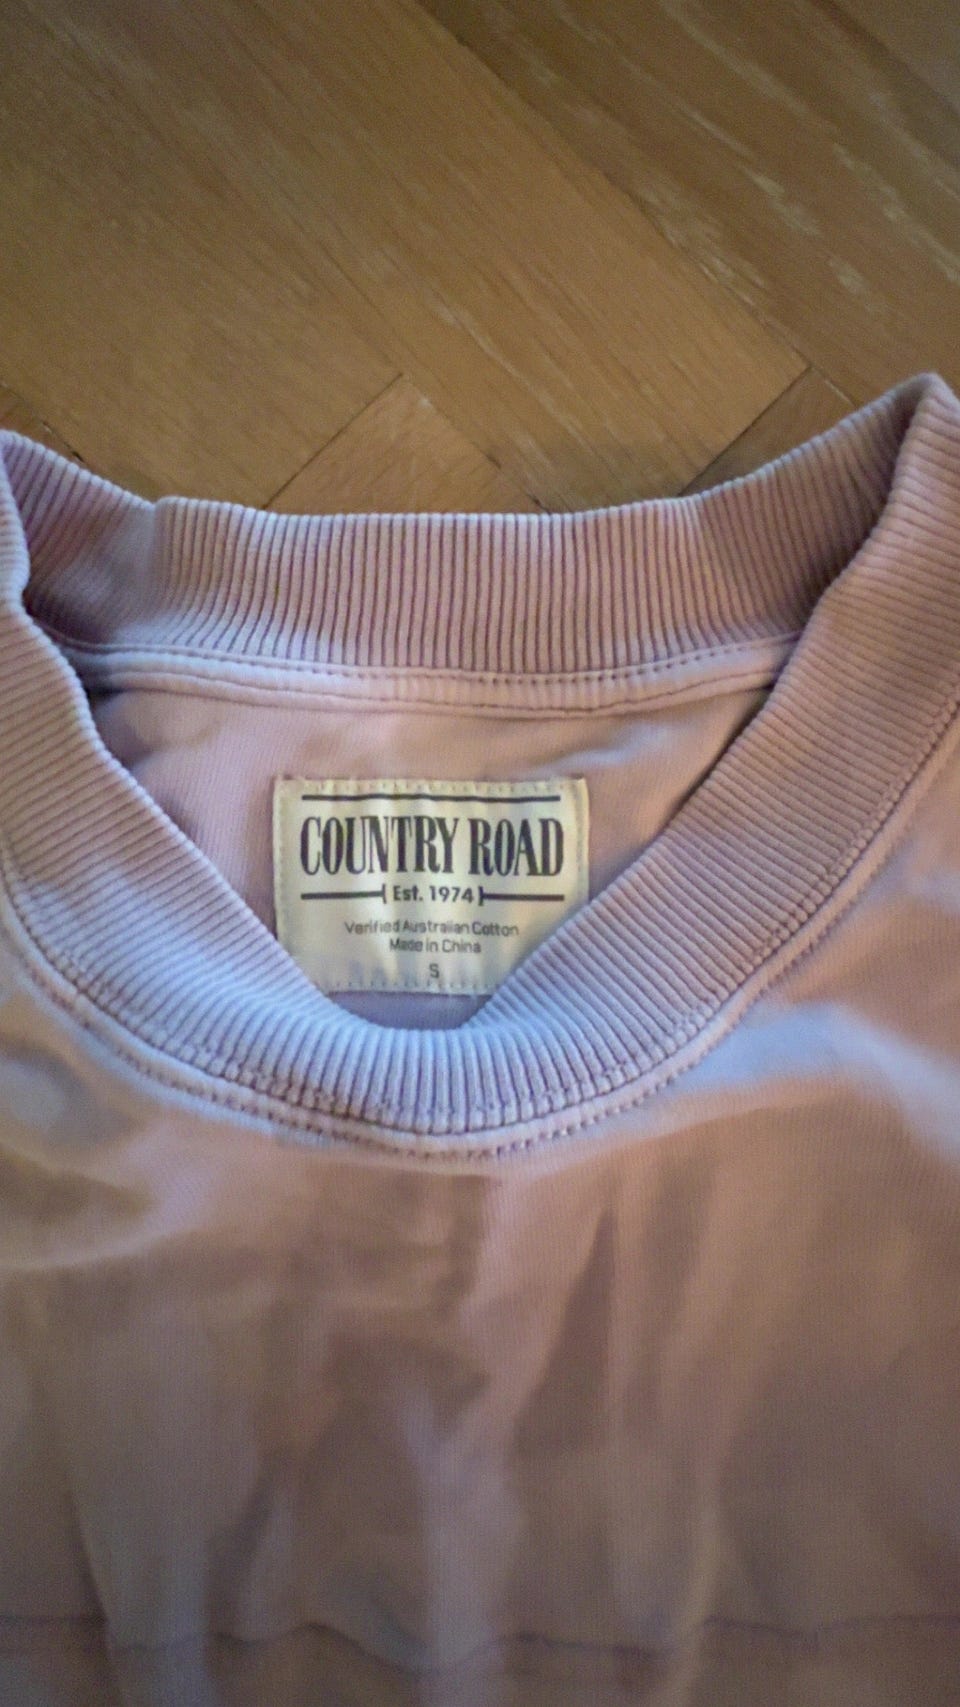 COUNTRY ROAD
Est. 1974
Verified Australian Cotton
Made in China
S